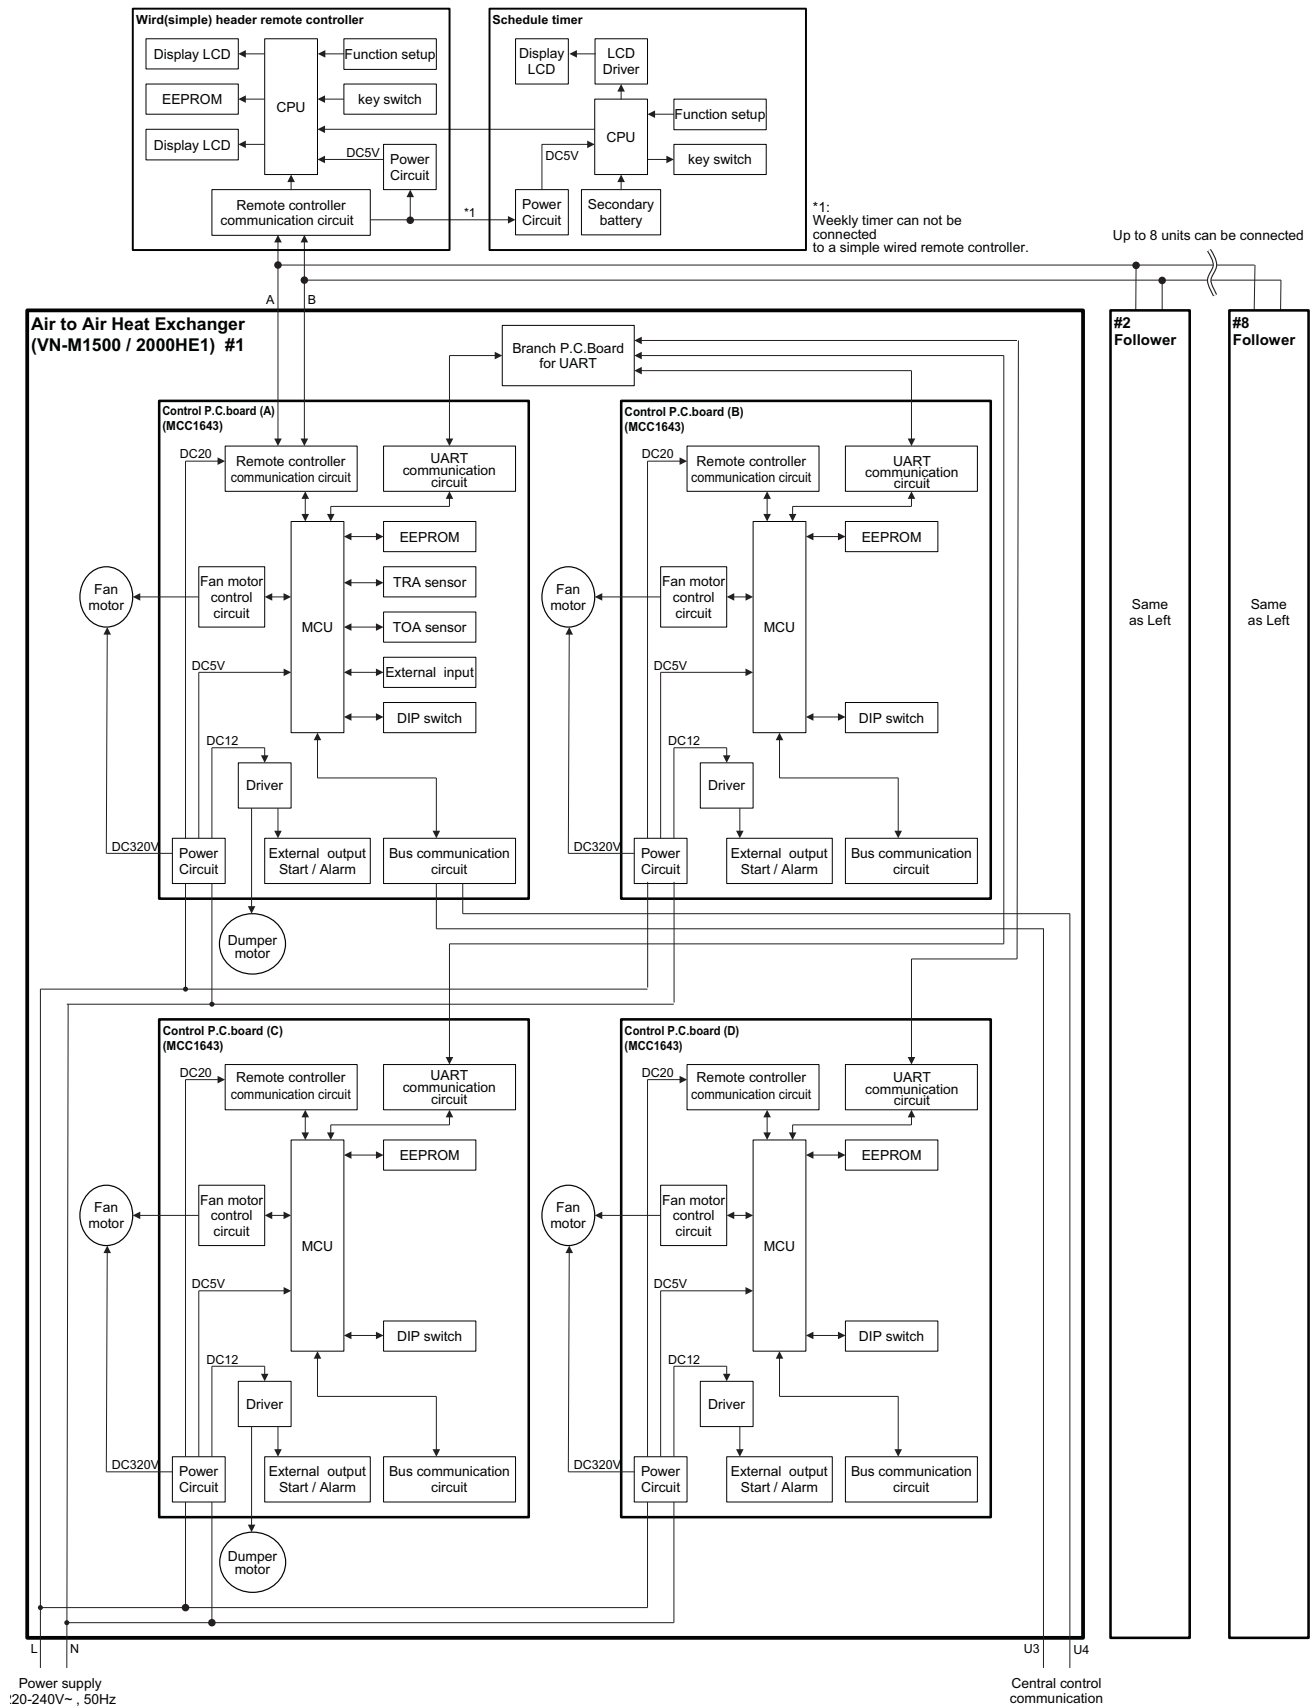 Wird(simple) header remote controller
Display LCD
EEPROM
Display LCD
CPU
Function setup
key switch
DC5V
Power
Circuit
Remote controller
communication circuit
*1
Schedule timer
Display
LCD
LCD
Driver
CPU
Function setup
key switch
DC5V
Power
Circuit
Secondary
battery
*1:
Weekly timer can not be
connected
to a simple wired remote controller.
Up to 8 units can be connected
A
B
Air to Air Heat Exchanger
(VN-M1500 / 2000HE1) #1
Branch P.C.Board
for UART
#2
Follower
Same
as Left
#8
Follower
Same
as Left
Control P.C.board (A)
(MCC1643)
DC20
Remote controller
communication circuit
UART
communication
circuit
EEPROM
TRA sensor
TOA sensor
External input
DIP switch
MCU
Fan
motor
Fan motor
control
circuit
DC5V
DC12
Driver
DC320V
Power
Circuit
External output
Start / Alarm
Bus communication
circuit
Dumper
motor
Control P.C.board (B)
(MCC1643)
DC20
Remote controller
communication circuit
UART
communication
circuit
EEPROM
DIP switch
MCU
Fan
motor
Fan motor
control
circuit
DC5V
DC12
Driver
DC320V
Power
Circuit
External output
Start / Alarm
Bus communication
circuit
Control P.C.board (C)
(MCC1643)
DC20
Remote controller
communication circuit
UART
communication
circuit
EEPROM
DIP switch
MCU
Fan
motor
Fan motor
control
circuit
DC5V
DC12
Driver
DC320V
Power
Circuit
External output
Start / Alarm
Bus communication
circuit
Dumper
motor
Control P.C.board (D)
(MCC1643)
DC20
Remote controller
communication circuit
UART
communication
circuit
EEPROM
DIP switch
MCU
Fan
motor
Fan motor
control
circuit
DC5V
DC12
Driver
DC320V
Power
Circuit
External output
Start / Alarm
Bus communication
circuit
L
N
Power supply
20-240V~ , 50Hz
U3
U4
Central control
communication